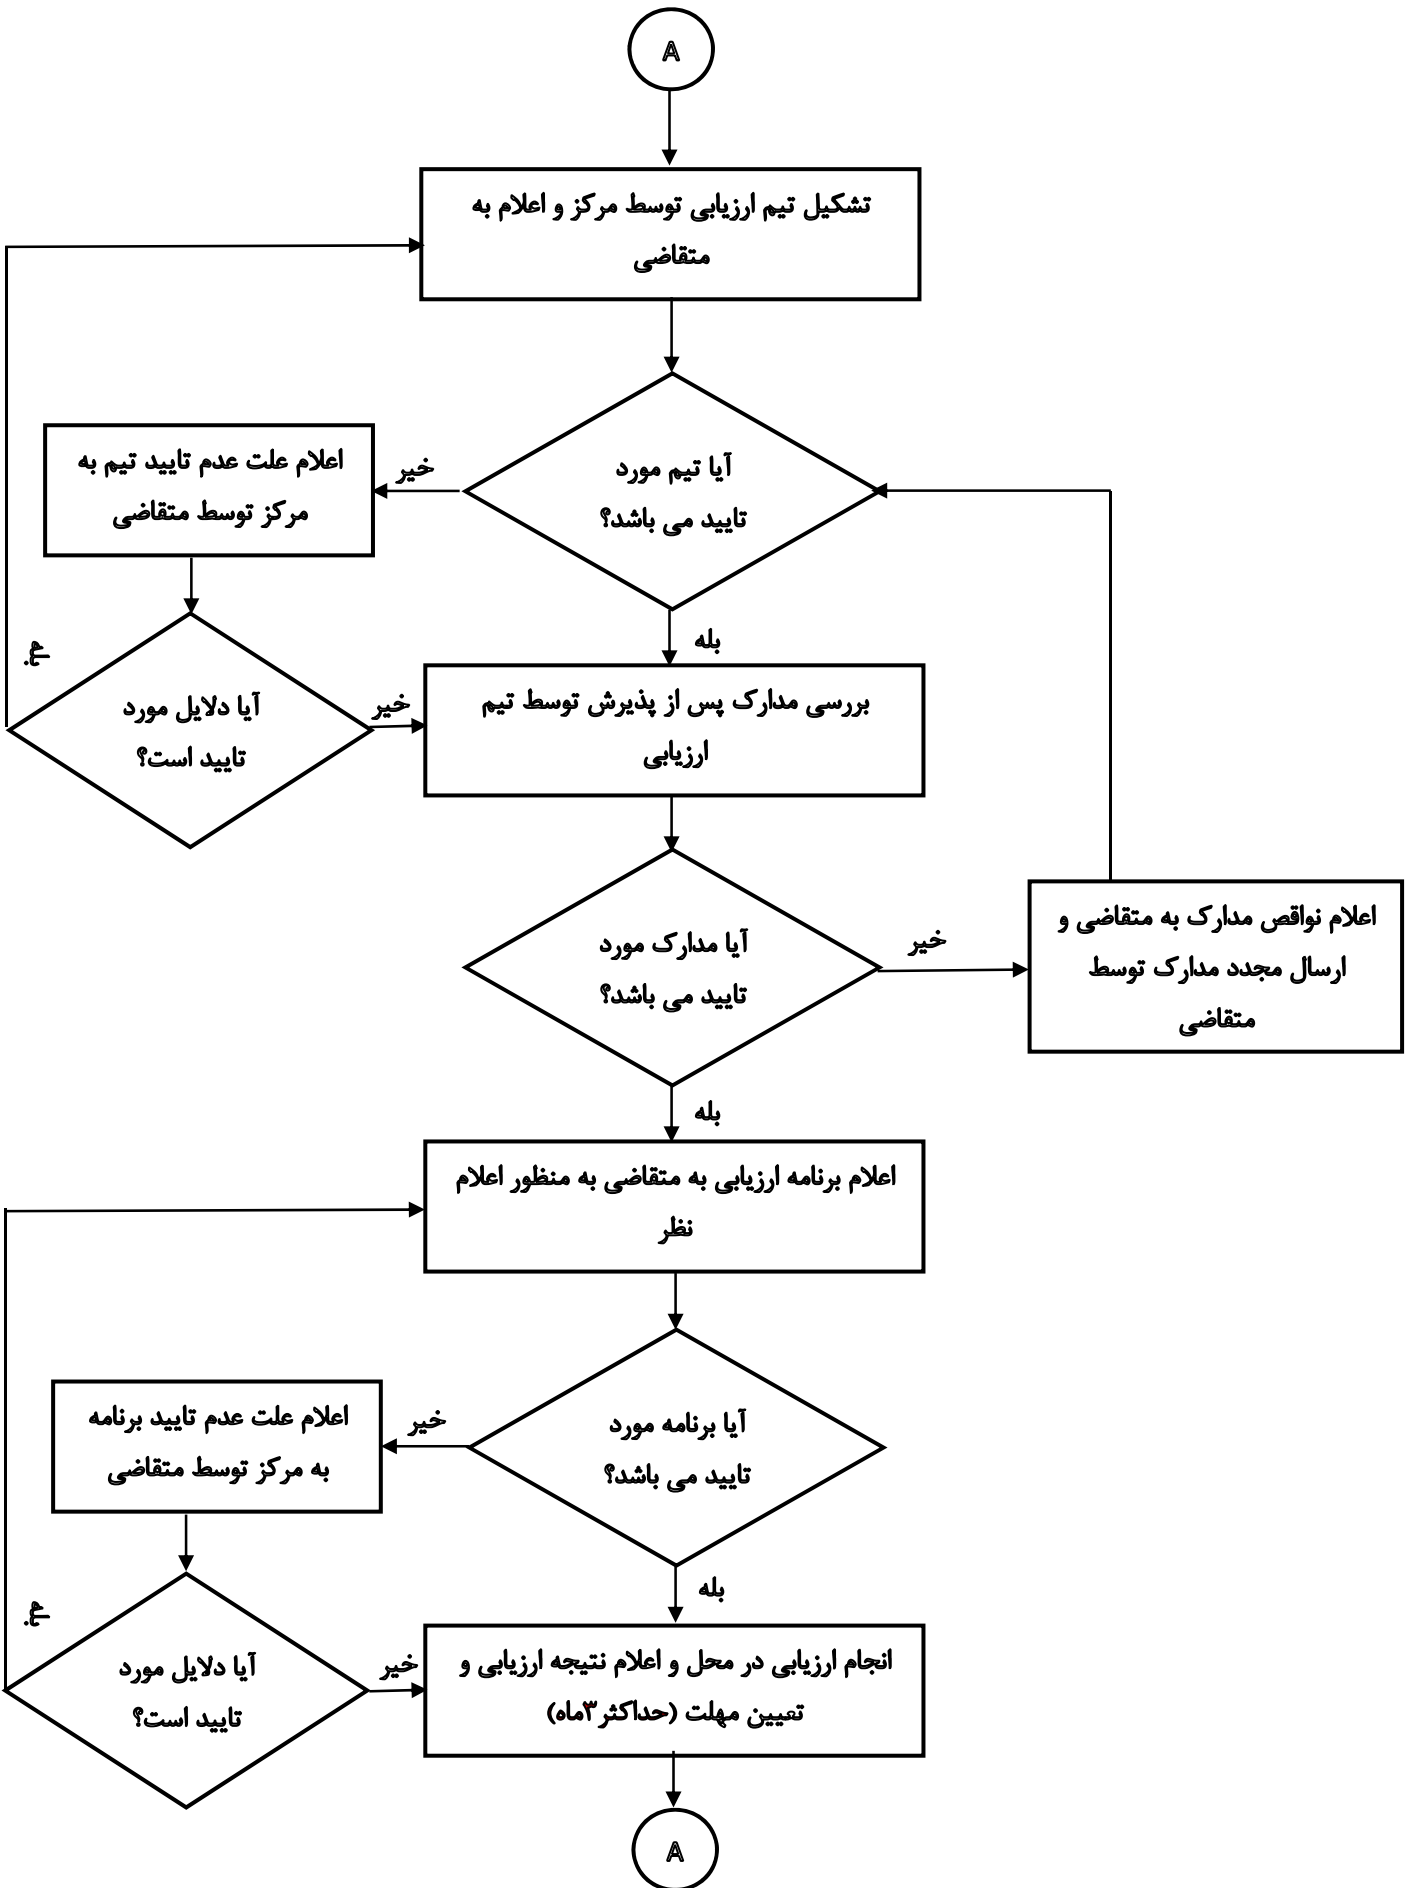 A
تشکیل تیم ارزیابی توسط مرکز و اعلام به
متقاضی
آیا تیم مورد
تایید می باشد؟
خیر
اعلام علت عدم تایید تیم به
مرکز توسط متقاضی
بله
بله
آیا دلایل مورد
تایید است؟
خیر
بررسی مدارک پس از پذیرش توسط تیم
ارزیابی
آیا مدارک مورد
تایید می باشد؟
خیر
اعلام نواقص مدارک به متقاضی و
ارسال مجدد مدارک توسط
متقاضی
بله
اعلام برنامه ارزیابی به متقاضی به منظور اعلام
نظر
آیا برنامه مورد
تایید می باشد؟
خیر
اعلام علت عدم تایید برنامه
به مرکز توسط متقاضی
بله
بله
آیا دلایل مورد
تایید است؟
خیر
انجام ارزیابی در محل و اعلام نتیجه ارزیابی و
تعیین مهلت (حداکثر۳ماه)
A